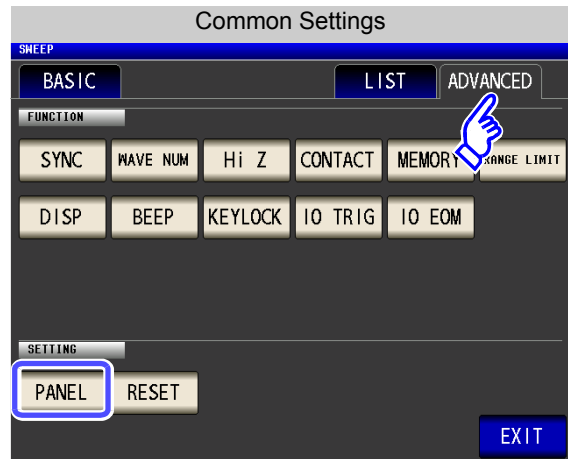 Common Settings
SWEEP
BASIC LIST ADVANCED
FUNCTION
SYNC WAVE NUM Hi Z CONTACT MEMORY RANGE LIMIT
DISP BEEP KEYLOCK IO TRIG IO EOM
SETTING
PANEL RESET
EXIT